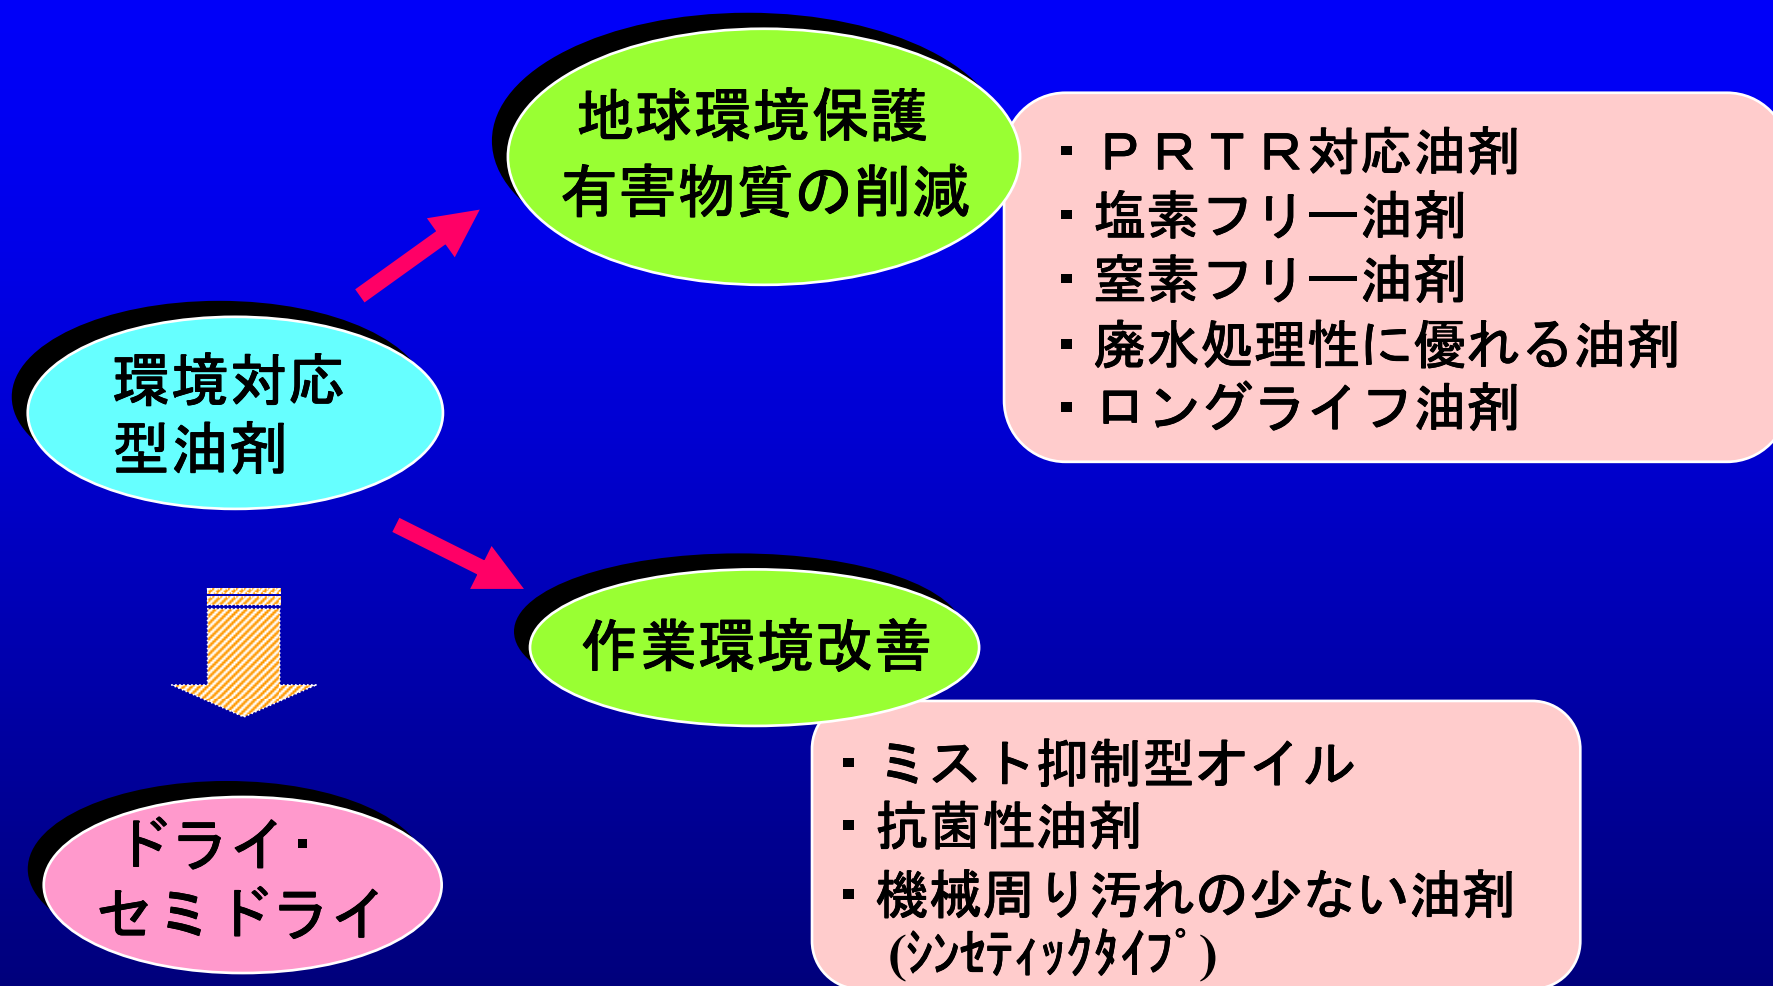 地球環境保護
有害物質の削減
・ＰＲＴＲ対応油剤
・塩素フリー油剤
・窒素フリー油剤
・廃水処理性に優れる油剤
・ロングライフ油剤
環境対応
型油剤
作業環境改善
・ミスト抑制型オイル
・抗菌性油剤
・機械周り汚れの少ない油剤
(ｼﾝｾﾃｨｯｸﾀｲﾌﾟ)
ドライ・
セミドライ